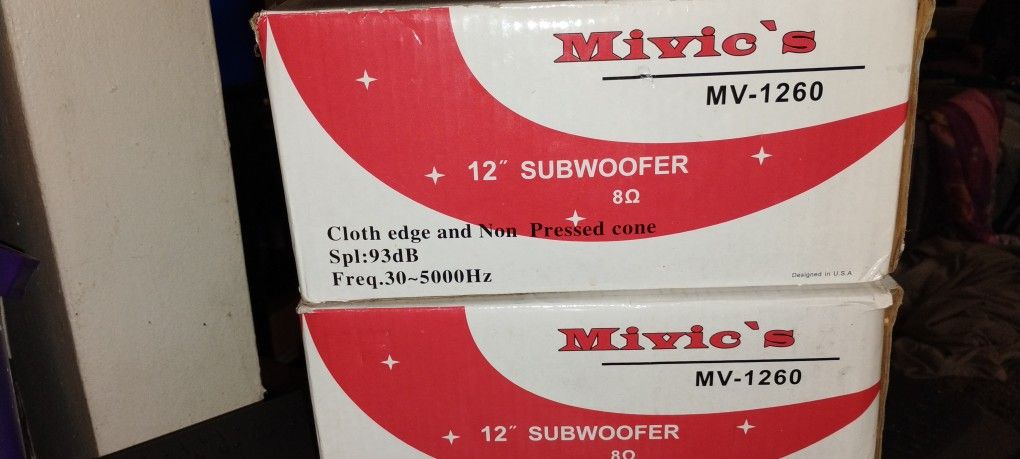 Mivic`s
MV-1260
12˝ SUBWOOFER
8Ω
Cloth edge and Non Pressed cone
Spl:93dB
Freq.30~5000Hz
Designed in U.S.A
Mivic`s
MV-1260
12˝ SUBWOOFER
8Ω